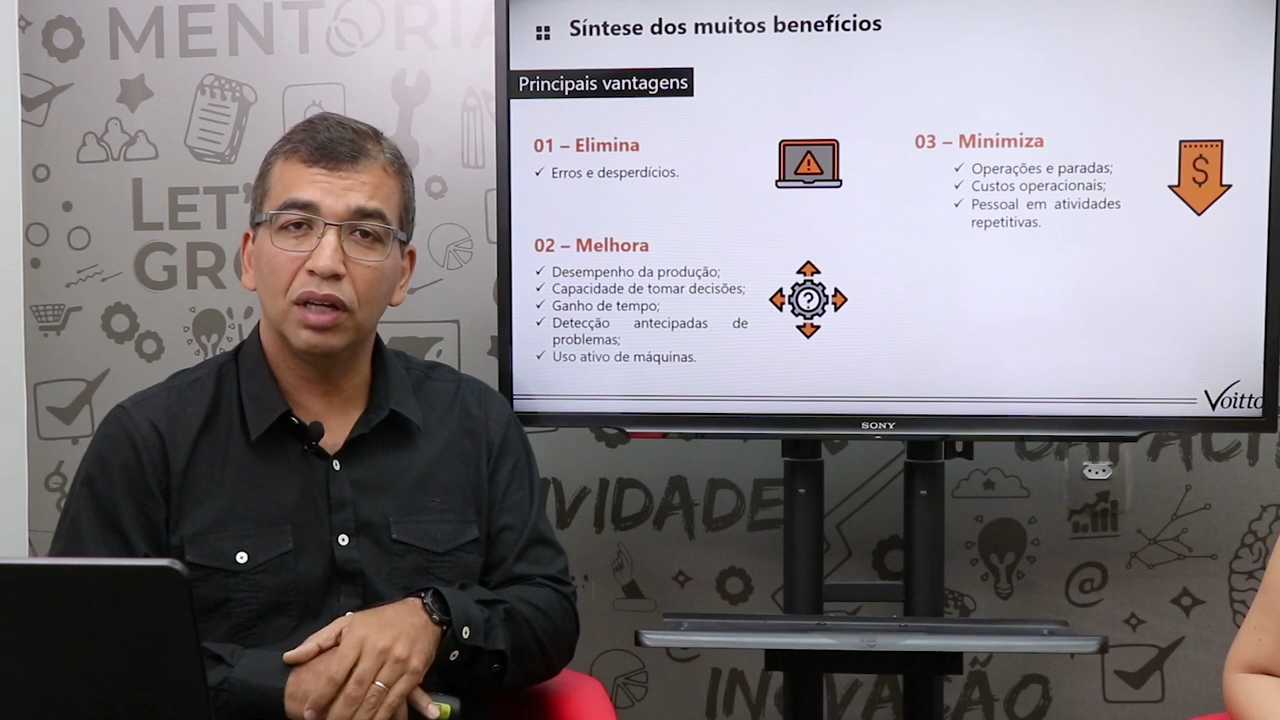 MENTORIA
LET'S
Síntese dos muitos benefícios
Principais vantagens
01 – Elimina
✓ Erros e desperdícios.
02 – Melhora
✓ Desempenho da produção;
✓ Capacidade de tomar decisões;
✓ Ganho de tempo;
✓ Detecção antecipadas de
problemas;
✓ Uso ativo de máquinas.
03 – Minimiza
✓ Operações e paradas;
✓ Custos operacionais;
✓ Pessoal em atividades
repetitivas.
$
?
Voitto
SONY
VIDADE
@
INOVAÇÃO